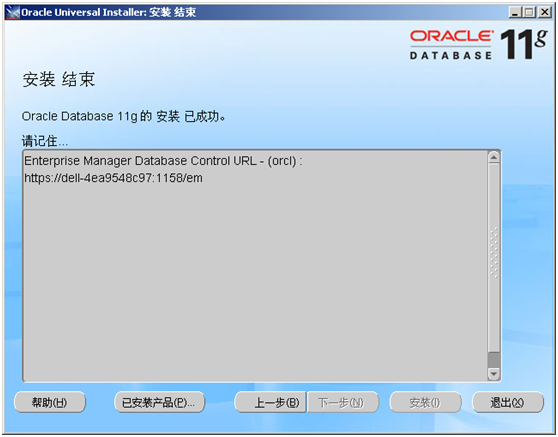 Oracle Universal Installer: 安装 结束
ORACLE
DATABASE 11g
安装 结束
Oracle Database 11g 的 安装 已成功。
请记住...
Enterprise Manager Database Control URL - (orcl) :
https://dell-4ea9548c97:1158/em
帮助(H) 已安装产品(P)... 上一步(B) 下一步(N) 安装(I) 退出(X)